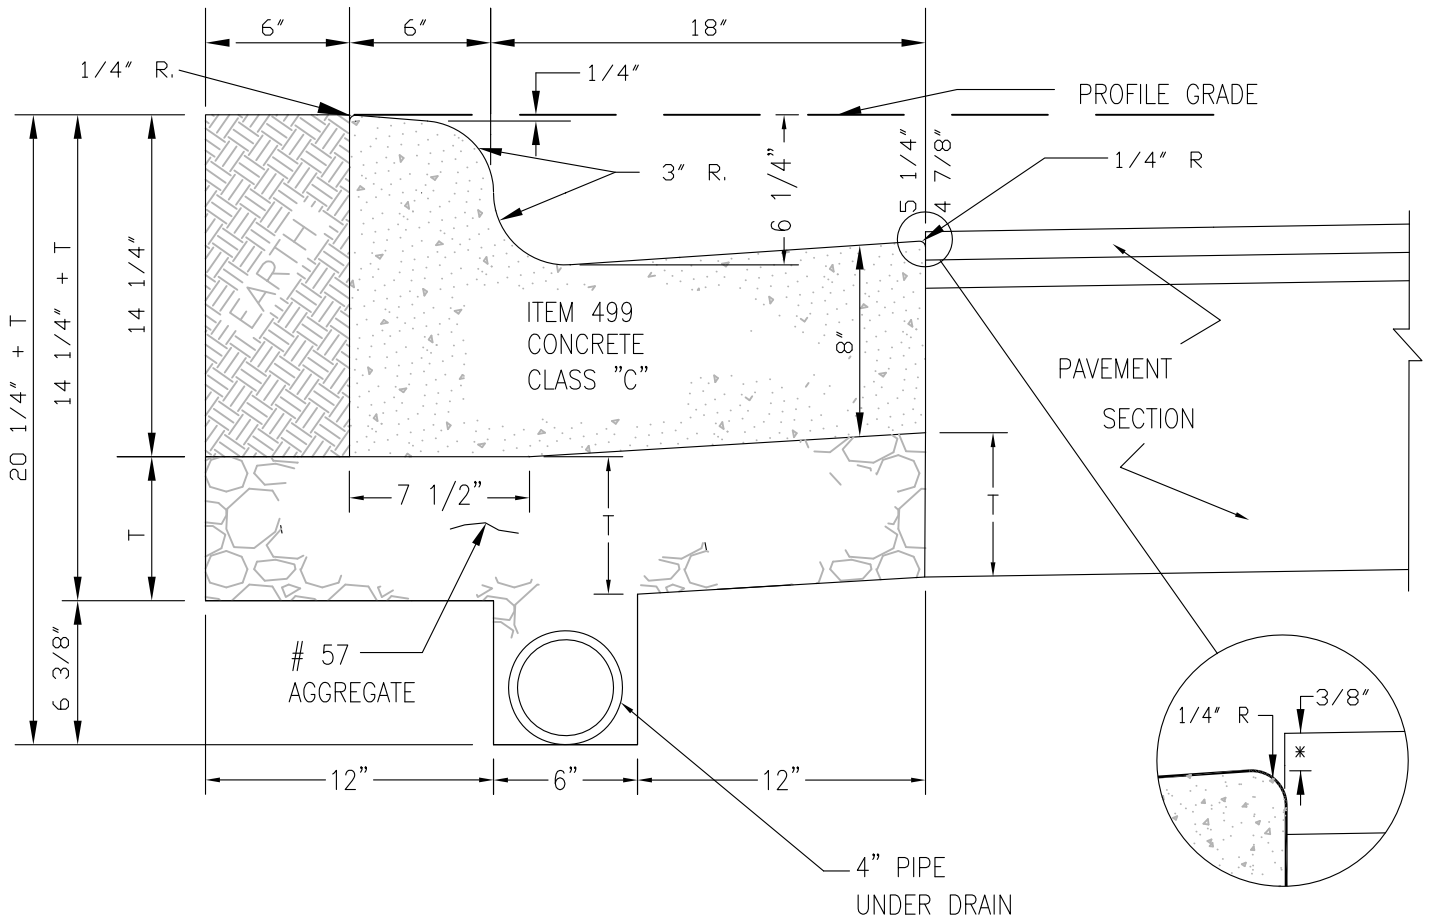 6" 6" 18"
1/4" R. 1/4"
PROFILE GRADE
5 1/4"
4 7/8"
1/4" R
3" R.
6 1/4"
EARTH
20 1/4" + T
14 1/4" + T
14 1/4"
ITEM 499
CONCRETE
CLASS "C"
8"
PAVEMENT
SECTION
7 1/2"
T
T
T
6 3/8"
# 57
AGGREGATE
12" 6" 12"
4" PIPE
UNDER DRAIN
1/4" R
3/8"
*